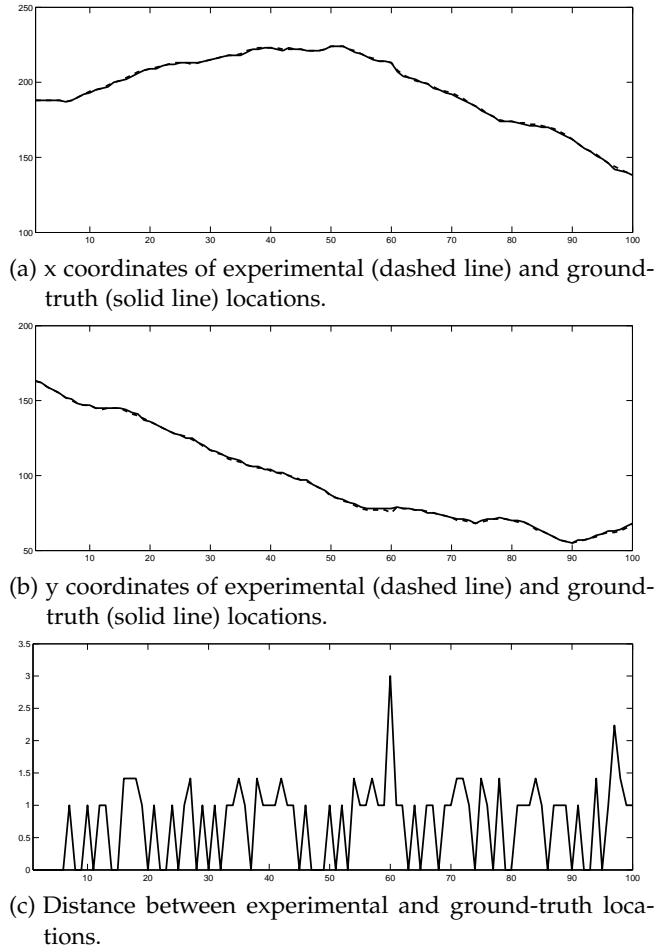 250
200
150
100
10 20 30 40 50 60 70 80 90 100
(a) x coordinates of experimental (dashed line) and ground-
truth (solid line) locations.
200
150
100
50
10 20 30 40 50 60 70 80 90 100
(b) y coordinates of experimental (dashed line) and ground-
truth (solid line) locations.
3.5
3
2.5
2
1.5
1
0.5
0
10 20 30 40 50 60 70 80 90 100
(c) Distance between experimental and ground-truth loca-
tions.